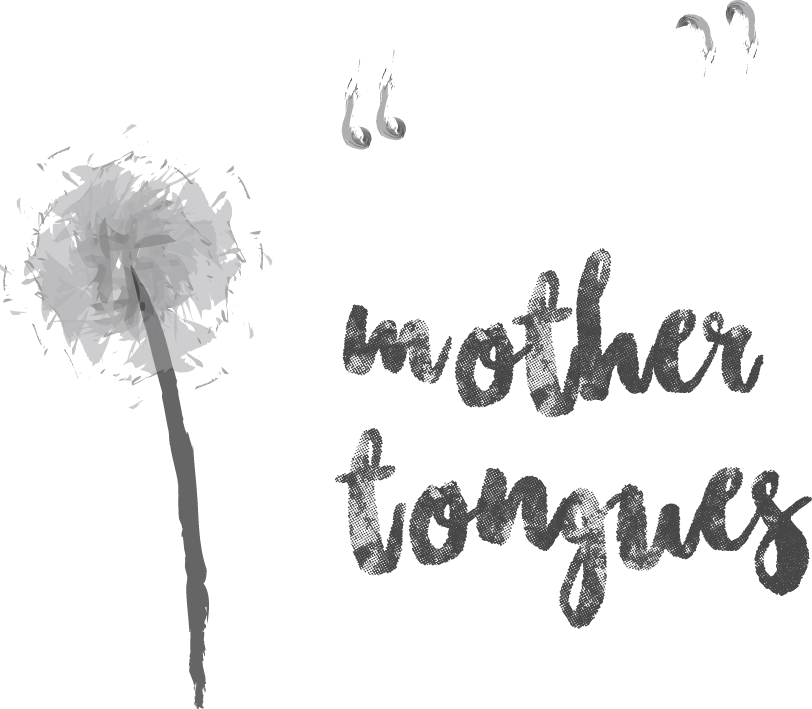 “ ”
mother
tongues